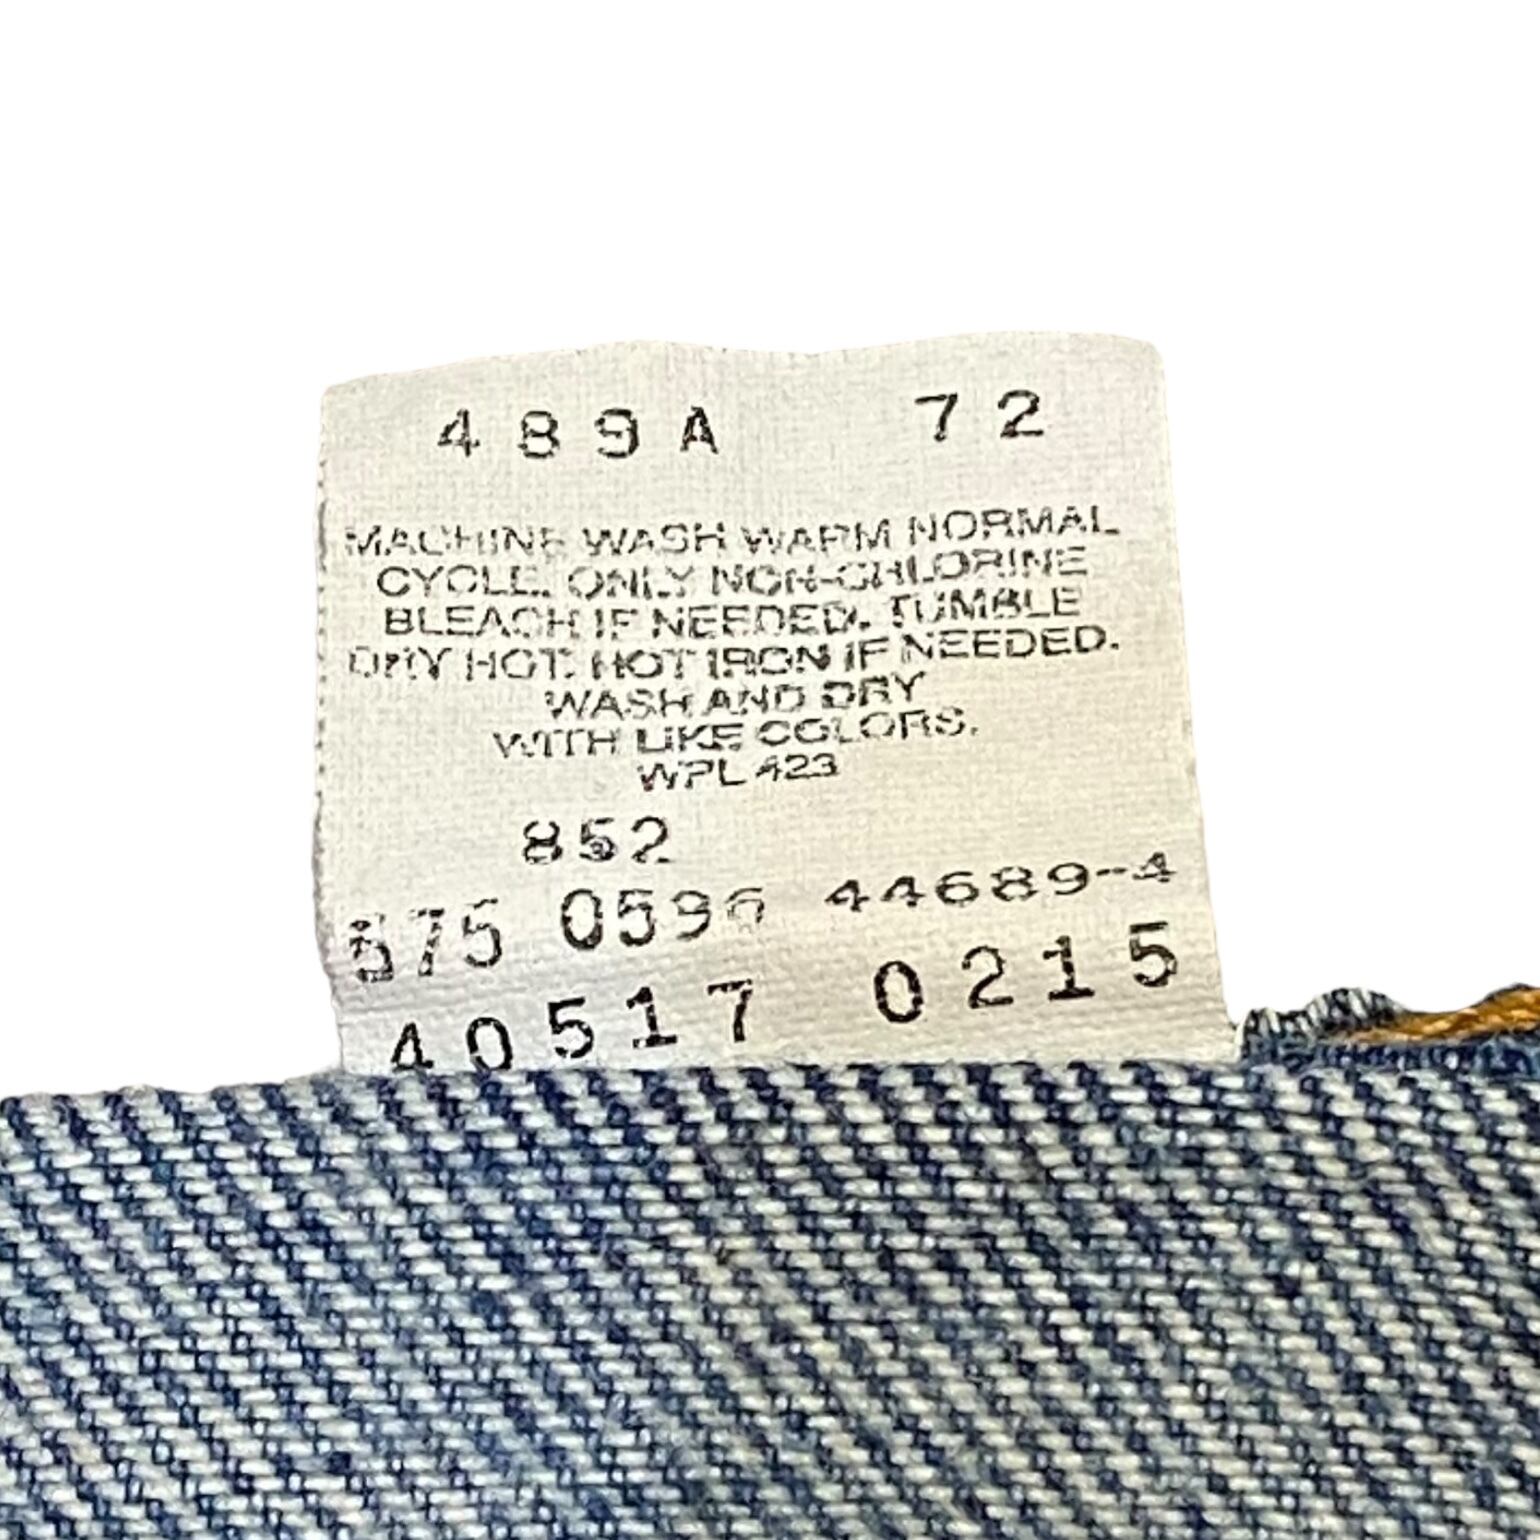 489A 72
MACHINE WASH WARM NORMAL
CYCLE. ONLY NON-CHLORINE
BLEACH IF NEEDED. TUMBLE
DRY HOT. HOT IRON IF NEEDED.
WASH AND DRY
WITH LIKE COLORS.
WPL 423
852
575 0596 44689-4
40517 0215